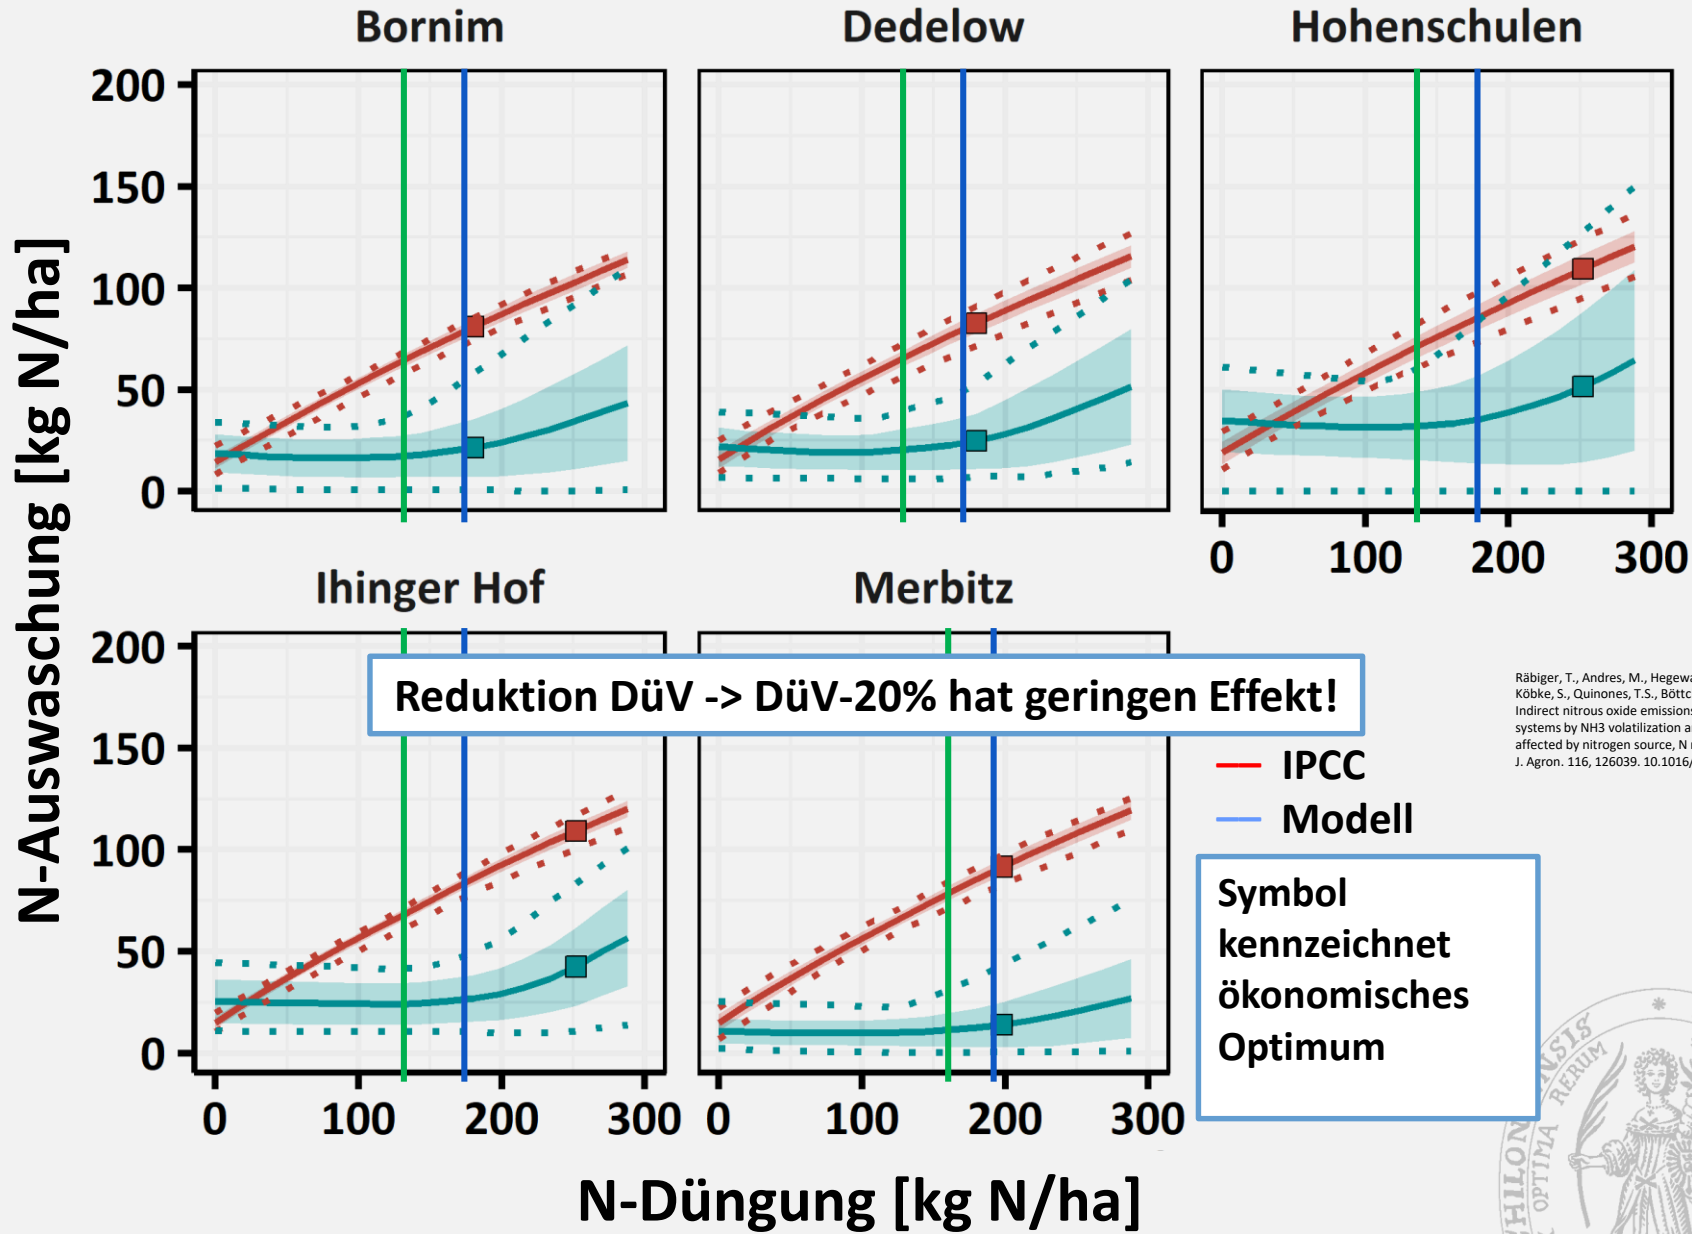 Bornim
Dedelow
Hohenschulen
200
150
100
50
0
0 100 200 300
Ihinger Hof
Merbitz
200
150
100
50
0
0 100 200 300
0 100 200 300
N-Auswaschung [kg N/ha]
N-Düngung [kg N/ha]
Reduktion DüV -> DüV-20% hat geringen Effekt!
IPCC
Modell
Symbol
kennzeichnet
ökonomisches
Optimum
Räbiger, T., Andres, M., Hegewa
Köbke, S., Quinones, T.S., Böttc
Indirect nitrous oxide emissions
systems by NH3 volatilization a
affected by nitrogen source, N
J. Agron. 116, 126039. 10.1016/
OPTIMA RERUM